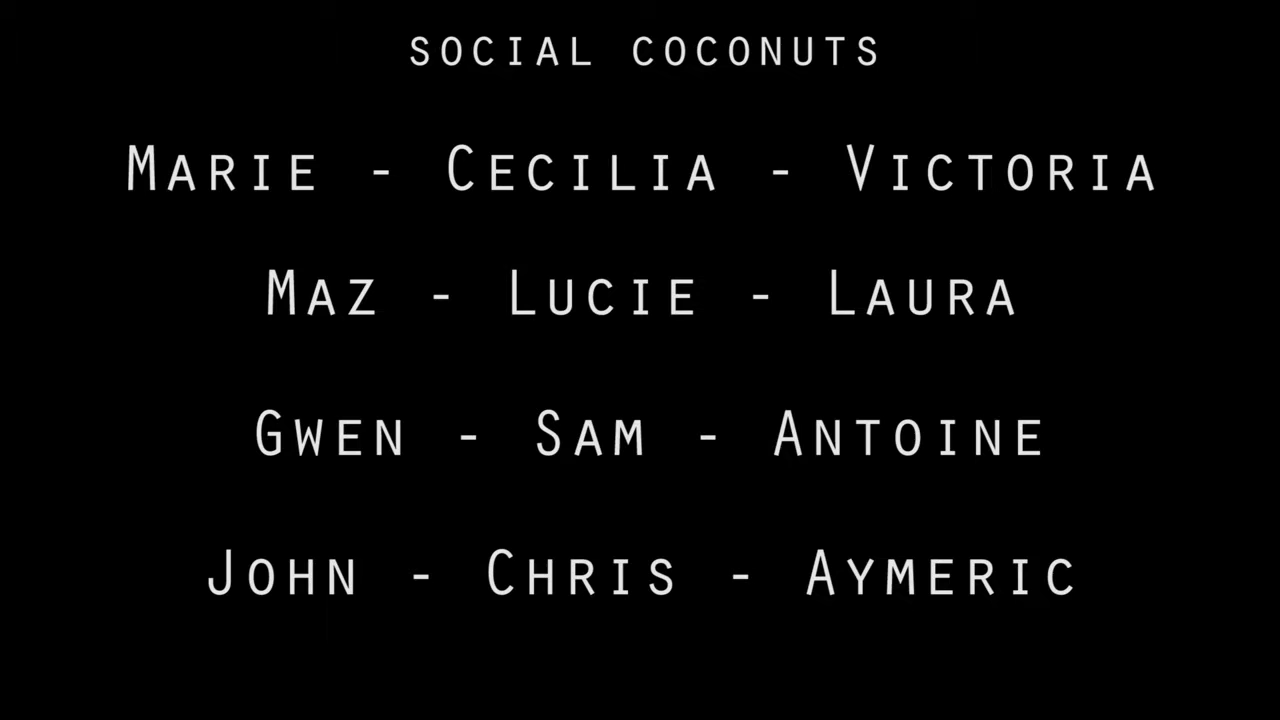 SOCIAL COCONUTS
MARIE - CECILIA - VICTORIA
MAZ - LUCIE - LAURA
GWEN - SAM - ANTOINE
JOHN - CHRIS - AYMERIC